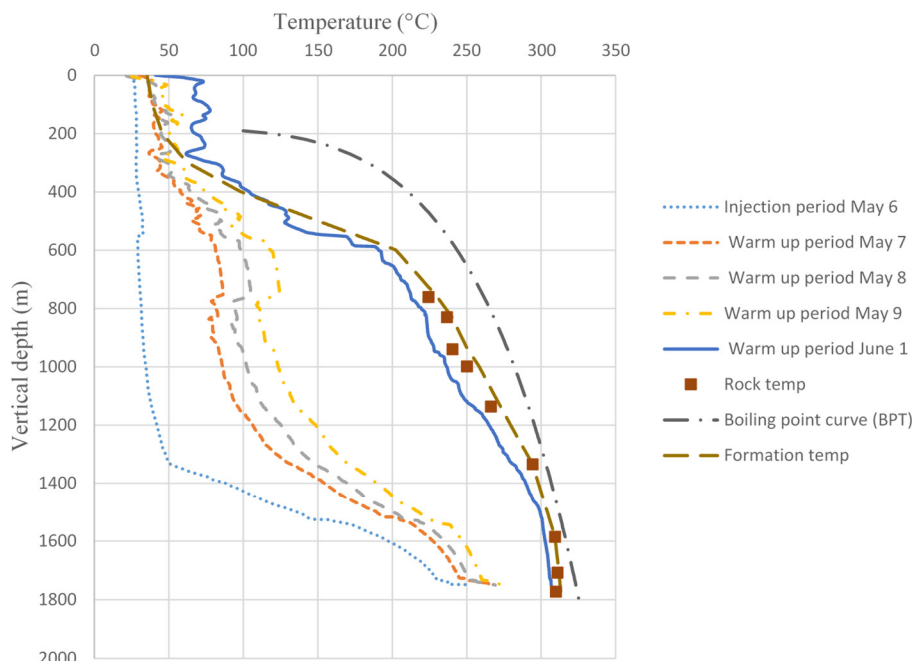 Temperature (°C)
0 50 100 150 200 250 300 350
0
200
400
600
800
1000
1200
1400
1600
1800
2000
Vertical depth (m)
Injection period May 6
Warm up period May 7
Warm up period May 8
Warm up period May 9
Warm up period June 1
Rock temp
Boiling point curve (BPT)
Formation temp